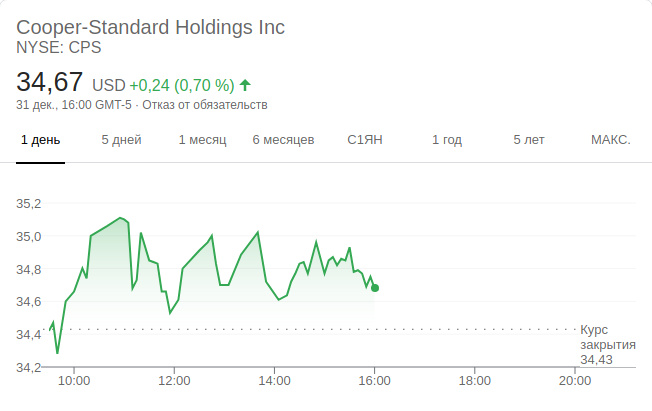 Cooper-Standard Holdings Inc
NYSE: CPS
34,67 USD +0,24 (0,70 %)
31 дек., 16:00 GMT-5 · Отказ от обязательств
1 день 5 дней 1 месяц 6 месяцев С1ЯН 1 год 5 лет МАКС.
35,2
35,0
34,8
34,6
34,4
34,2
Курс
закрытия
34,43
10:00 12:00 14:00 16:00 18:00 20:00